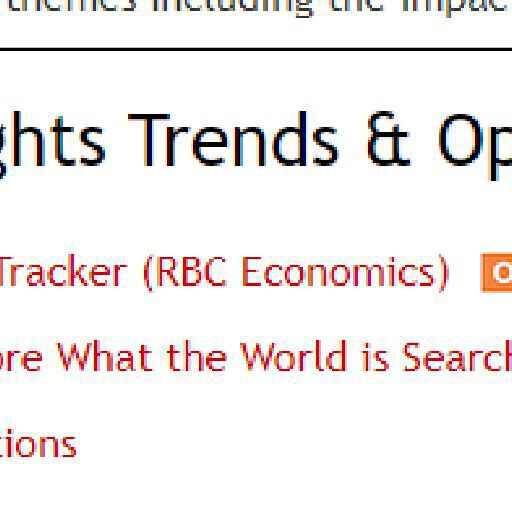 themes including the impac
ghts Trends & Op
Tracker (RBC Economics) O
ore What the World is Search
tions